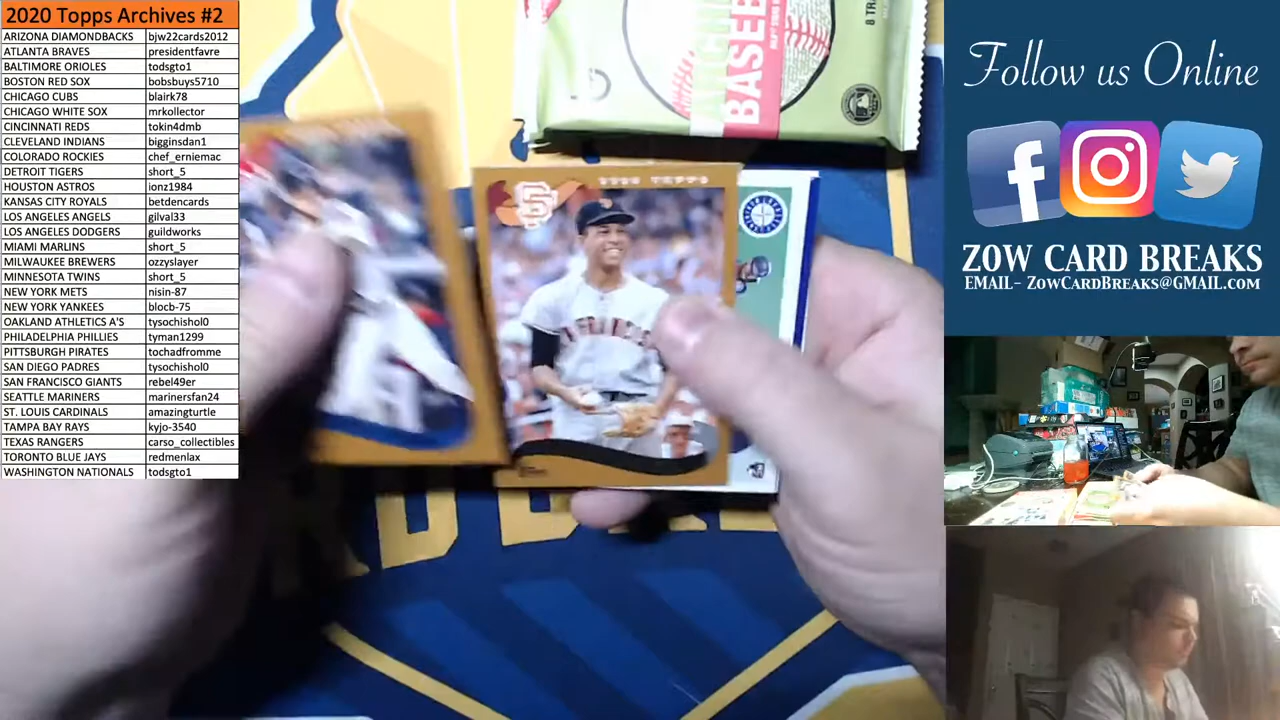 2020 Topps Archives #2
ARIZONA DIAMONDBACKS bjw22cards2012
ATLANTA BRAVES presidentfavre
BALTIMORE ORIOLES todsgto1
BOSTON RED SOX bobsbuys5710
CHICAGO CUBS blairk78
CHICAGO WHITE SOX mrkollector
CINCINNATI REDS tokin4dmb
CLEVELAND INDIANS bigginsdan1
COLORADO ROCKIES chef_erniemac
DETROIT TIGERS short_5
HOUSTON ASTROS ionz1984
KANSAS CITY ROYALS betdencards
LOS ANGELES ANGELS gilval33
LOS ANGELES DODGERS guildworks
MIAMI MARLINS short_5
MILWAUKEE BREWERS ozzyslayer
MINNESOTA TWINS short_5
NEW YORK METS nisin-87
NEW YORK YANKEES blocb-75
OAKLAND ATHLETICS A'S tysochishol0
PHILADELPHIA PHILLIES tyman1299
PITTSBURGH PIRATES tochadfromme
SAN DIEGO PADRES tysochishol0
SAN FRANCISCO GIANTS rebel49er
SEATTLE MARINERS marinersfan24
ST. LOUIS CARDINALS amazingturtle
TAMPA BAY RAYS kyjo-3540
TEXAS RANGERS carso_collectibles
TORONTO BLUE JAYS redmenlax
WASHINGTON NATIONALS todsgto1
BASEB
8 TR
SF
Follow us Online
f
ZOW CARD BREAKS
EMAIL- ZowCardBreaks@gmail.com